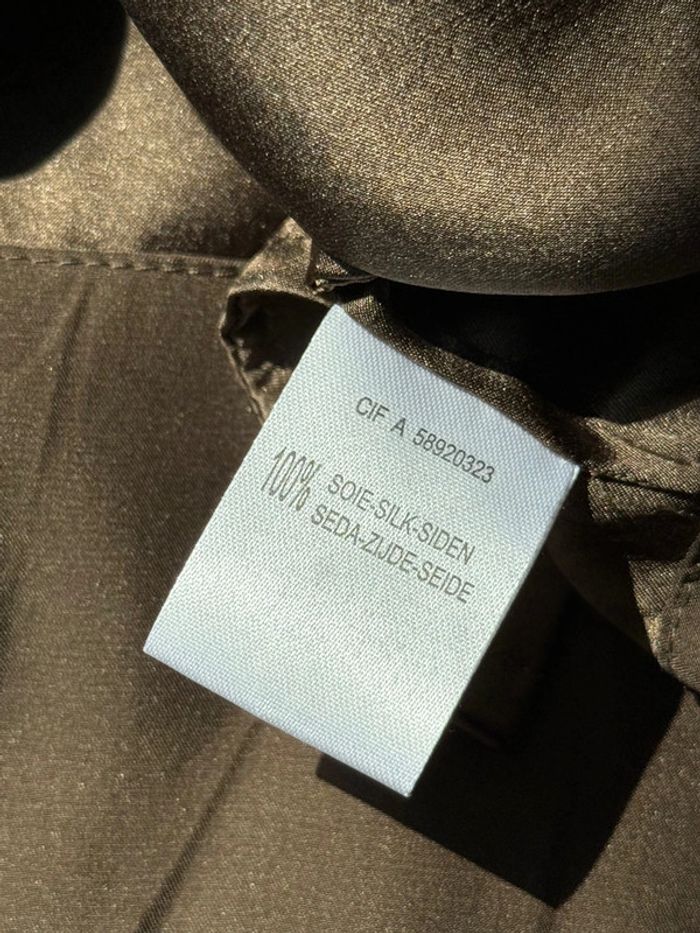 CIF A 58920323
100% SOIE-SILK-SIDEN
SEDA-ZIJDE-SEIDE